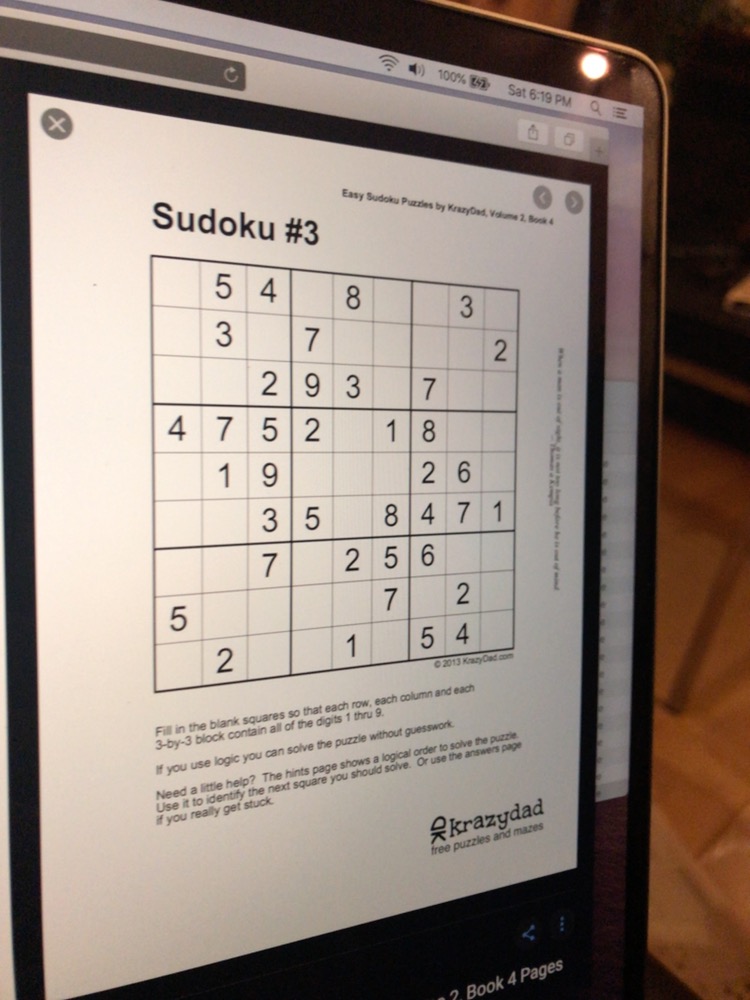 100%
Sat 6:19 PM
Easy Sudoku Puzzles by KrazyDad, Volume 2, Book 4
Sudoku #3
5 4 8 3
3 7 2
2 9 3 7
4 7 5 2 1 8
1 9 2 6
3 5 8 4 7 1
7 2 5 6
5 7 2
2 1 5 4
© 2013 KrazyDad.com
Fill in the blank squares so that each row, each column and each
3-by-3 block contain all of the digits 1 thru 9.
If you use logic you can solve the puzzle without guesswork.
Need a little help? The hints page shows a logical order to solve the puzzle.
Use it to identify the next square you should solve. Or use the answers page
if you really get stuck.
KD krazydad
free puzzles and mazes
2, Book 4 Pages